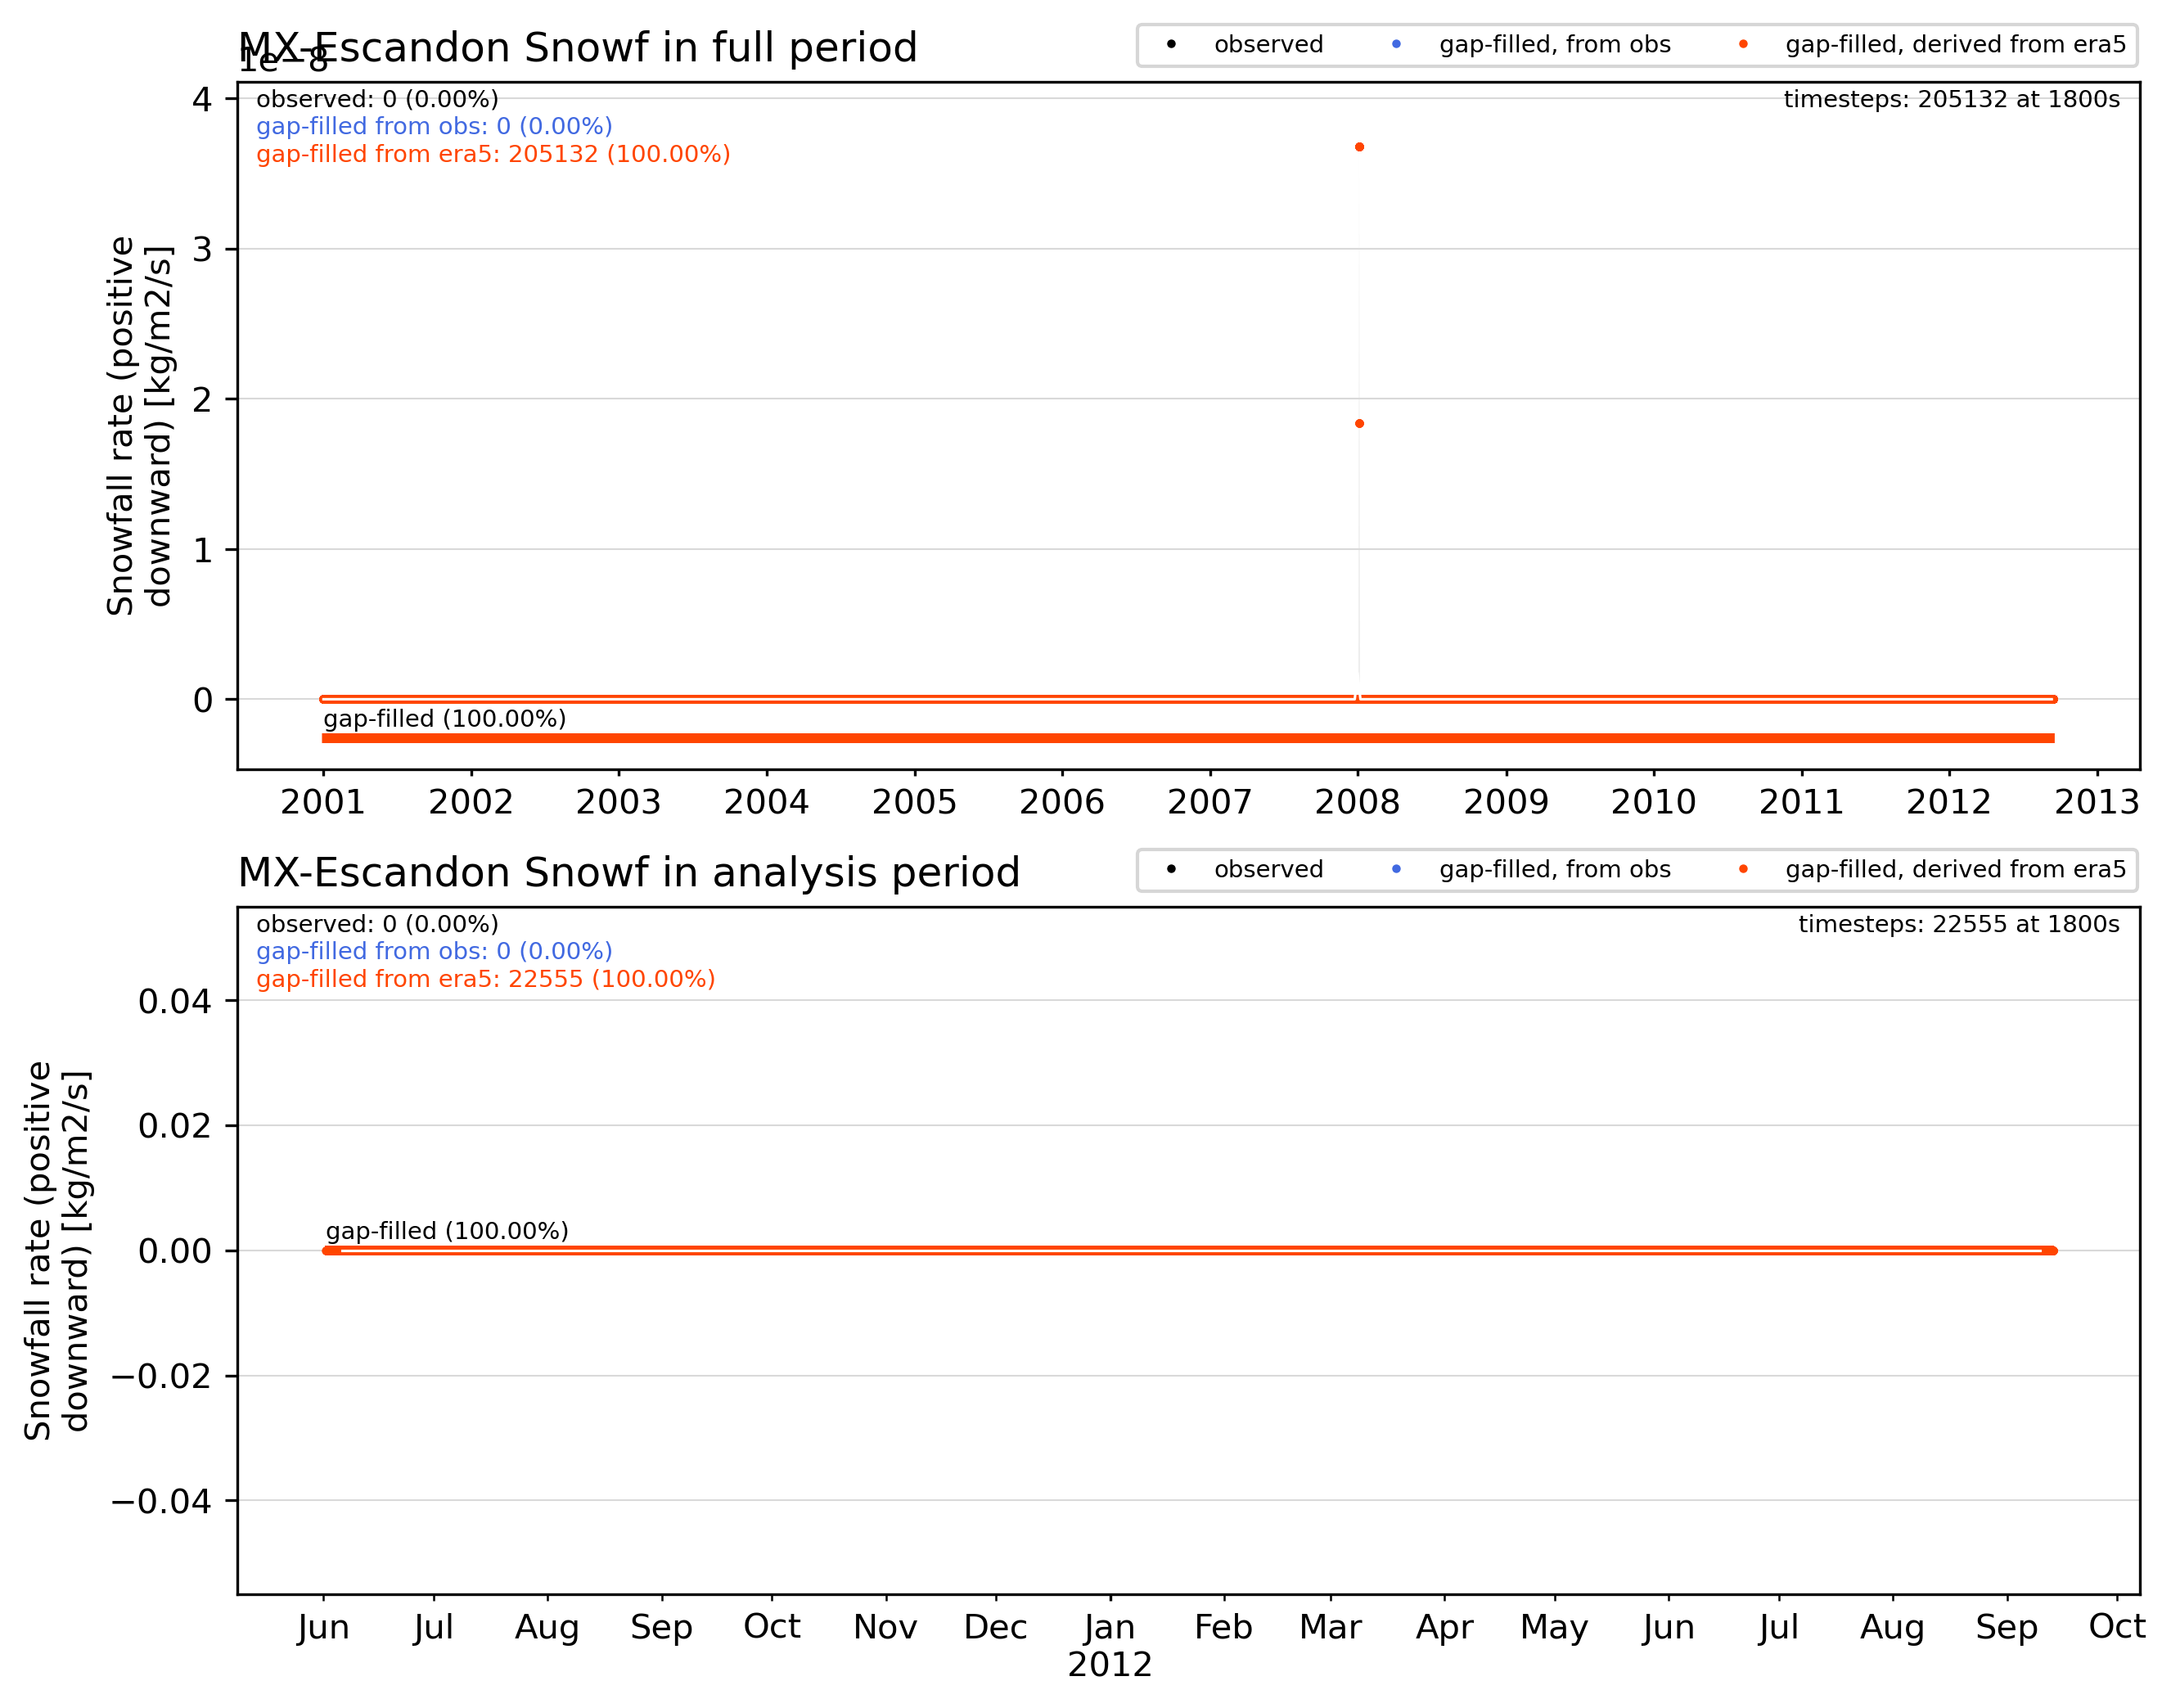 MX-Escandon Snowf in full period
observed
gap-filled, from obs
gap-filled, derived from era5
1e−8
observed: 0 (0.00%)
gap-filled from obs: 0 (0.00%)
gap-filled from era5: 205132 (100.00%)
timesteps: 205132 at 1800s
Snowfall rate (positive
downward) [kg/m2/s]
4
3
2
1
0
gap-filled (100.00%)
2001 2002 2003 2004 2005 2006 2007 2008 2009 2010 2011 2012 2013
MX-Escandon Snowf in analysis period
observed
gap-filled, from obs
gap-filled, derived from era5
observed: 0 (0.00%)
gap-filled from obs: 0 (0.00%)
gap-filled from era5: 22555 (100.00%)
timesteps: 22555 at 1800s
Snowfall rate (positive
downward) [kg/m2/s]
0.04
0.02
0.00
−0.02
−0.04
gap-filled (100.00%)
Jun Jul Aug Sep Oct Nov Dec Jan Feb Mar Apr May Jun Jul Aug Sep Oct
2012